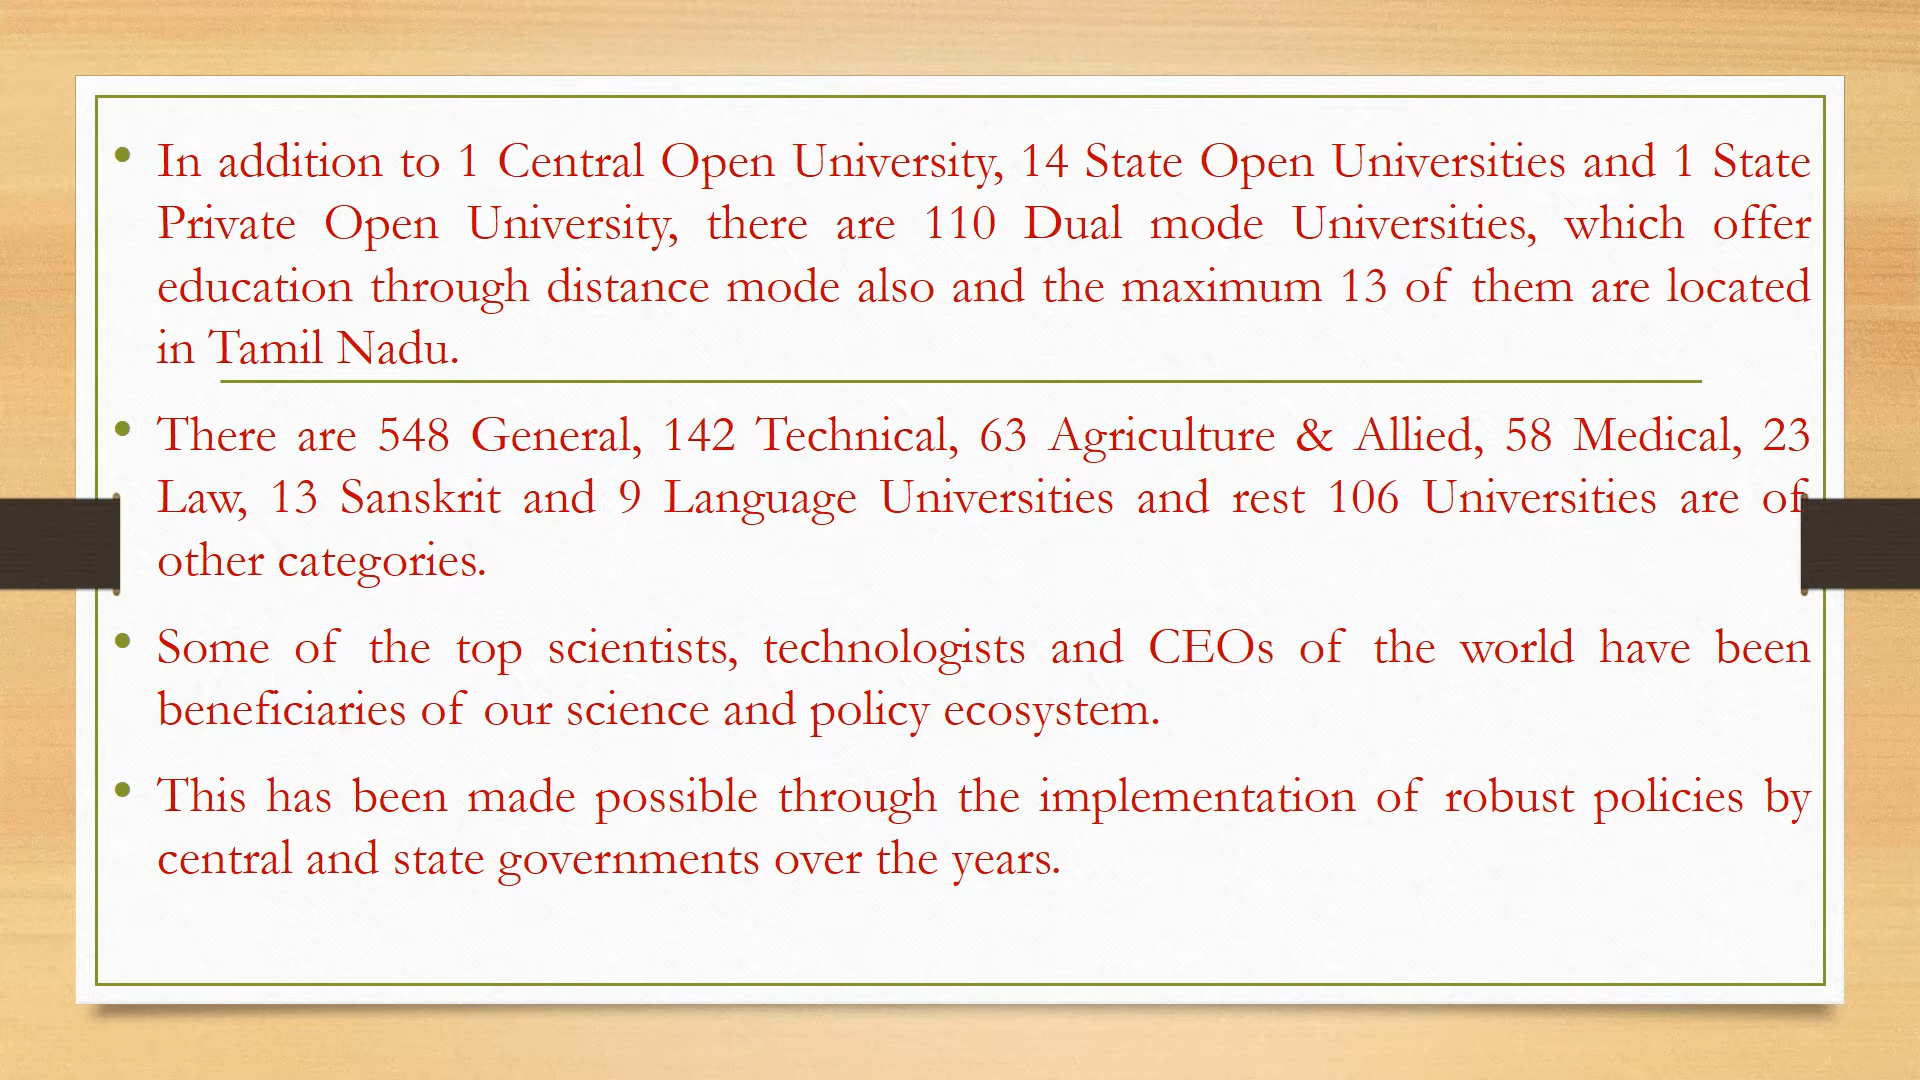 • In addition to 1 Central Open University, 14 State Open Universities and 1 State
Private Open University, there are 110 Dual mode Universities, which offer
education through distance mode also and the maximum 13 of them are located
in Tamil Nadu.
• There are 548 General, 142 Technical, 63 Agriculture & Allied, 58 Medical, 23
Law, 13 Sanskrit and 9 Language Universities and rest 106 Universities are of
other categories.
• Some of the top scientists, technologists and CEOs of the world have been
beneficiaries of our science and policy ecosystem.
• This has been made possible through the implementation of robust policies by
central and state governments over the years.